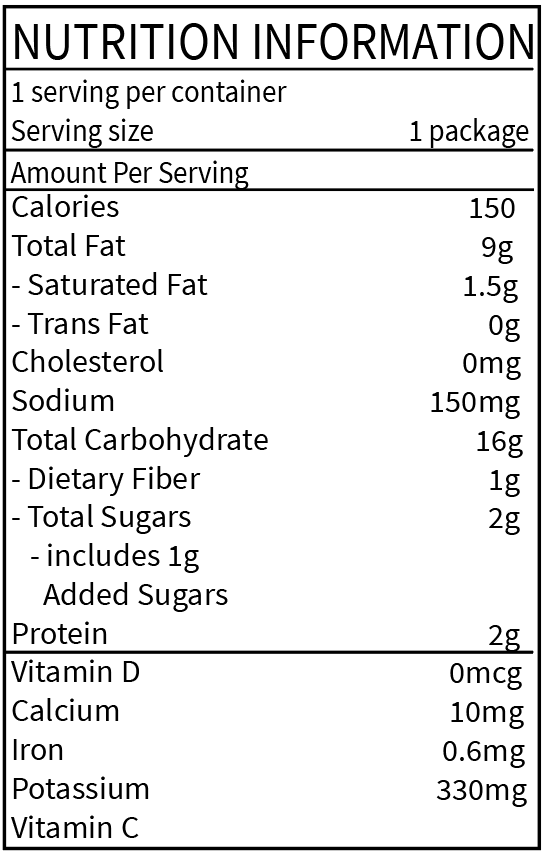 NUTRITION INFORMATION
1 serving per container
Serving size 1 package
Amount Per Serving
Calories 150
Total Fat 9g
- Saturated Fat 1.5g
- Trans Fat 0g
Cholesterol 0mg
Sodium 150mg
Total Carbohydrate 16g
- Dietary Fiber 1g
- Total Sugars 2g
- includes 1g
Added Sugars
Protein 2g
Vitamin D 0mcg
Calcium 10mg
Iron 0.6mg
Potassium 330mg
Vitamin C